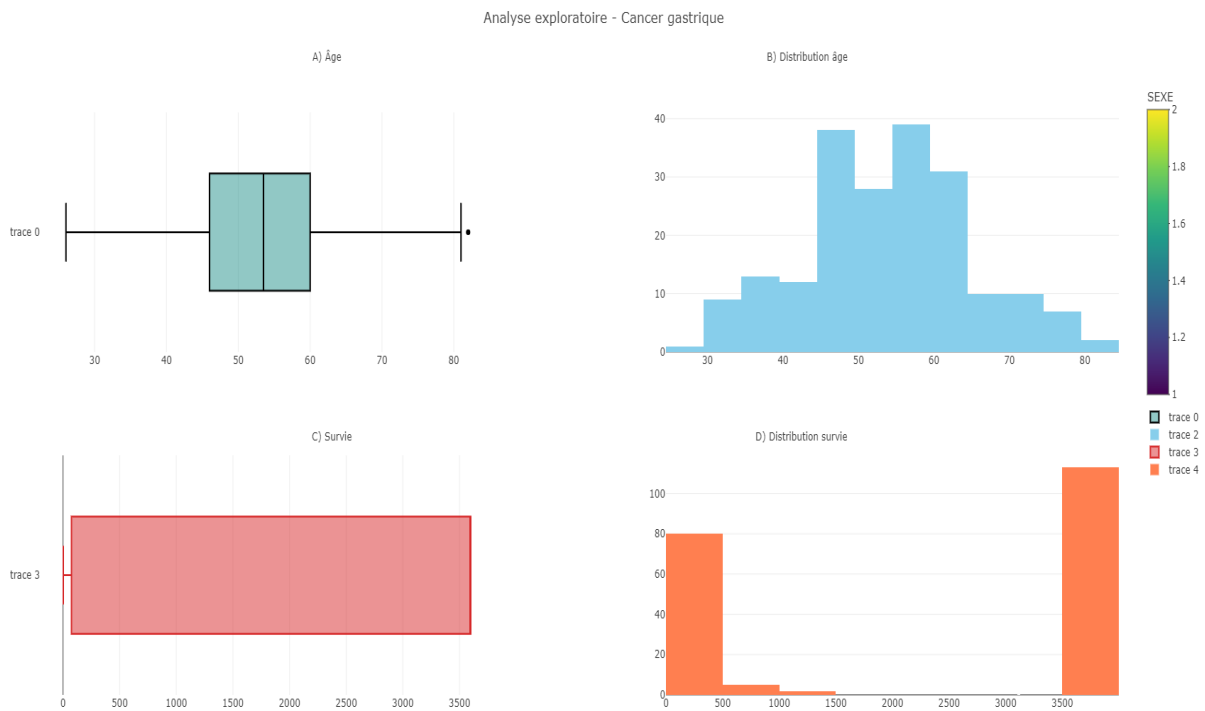 Analyse exploratoire - Cancer gastrique
A) Âge
trace 0
30 40 50 60 70 80
B) Distribution âge
40
30
20
10
0
30 40 50 60 70 80
SEXE
2
1.8
1.6
1.4
1.2
1
trace 0
trace 2
trace 3
trace 4
C) Survie
trace 3
0 500 1000 1500 2000 2500 3000 3500
D) Distribution survie
100
80
60
40
20
0
0 500 1000 1500 2000 2500 3000 3500